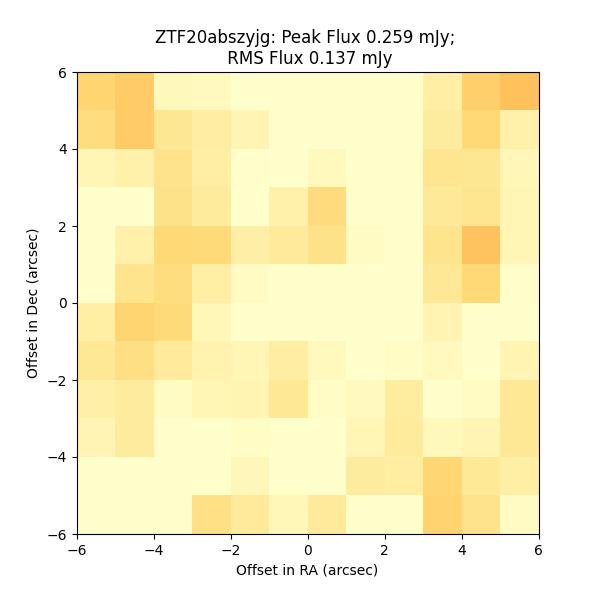 ZTF20abszyjg: Peak Flux 0.259 mJy;
RMS Flux 0.137 mJy
6
4
2
0
−2
−4
−6
Offset in Dec (arcsec)
−6 −4 −2 0 2 4 6
Offset in RA (arcsec)